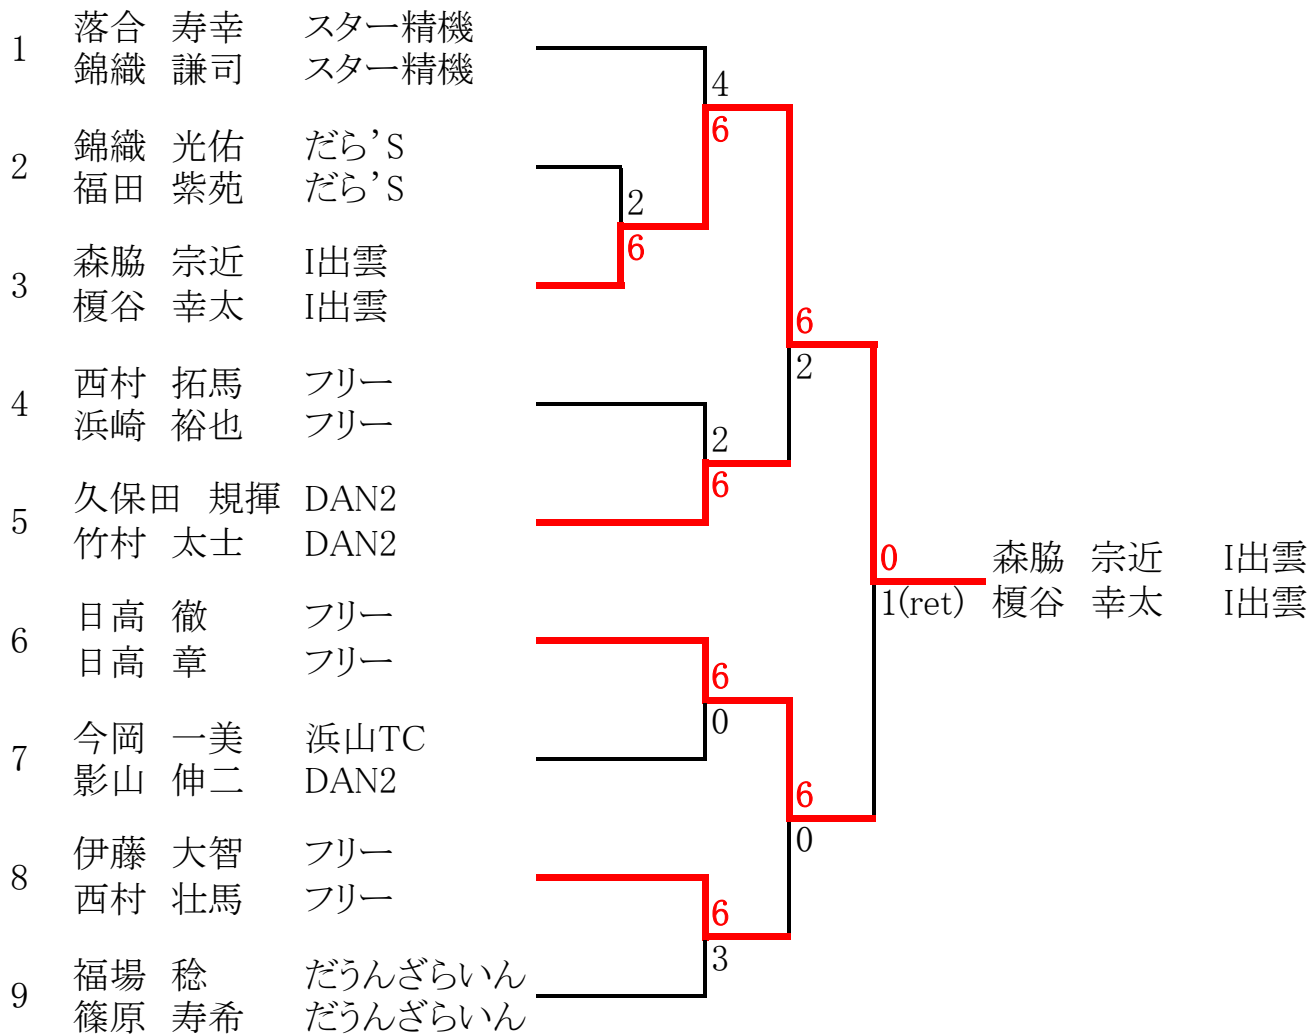 1 落合 寿幸 スター精機
錦織 謙司 スター精機
4
6
2 錦織 光佑 だら’S
福田 紫苑 だら’S
2
6
3 森脇 宗近 I出雲
榎谷 幸太 I出雲
6
2
4 西村 拓馬 フリー
浜崎 裕也 フリー
2
6
5 久保田 規揮 DAN2
竹村 太士 DAN2
0 森脇 宗近 I出雲
1(ret) 榎谷 幸太 I出雲
6 日高 徹 フリー
日高 章 フリー
6
0
7 今岡 一美 浜山TC
影山 伸二 DAN2
6
0
8 伊藤 大智 フリー
西村 壮馬 フリー
6
3
9 福場 稔 だうんざらいん
篠原 寿希 だうんざらいん